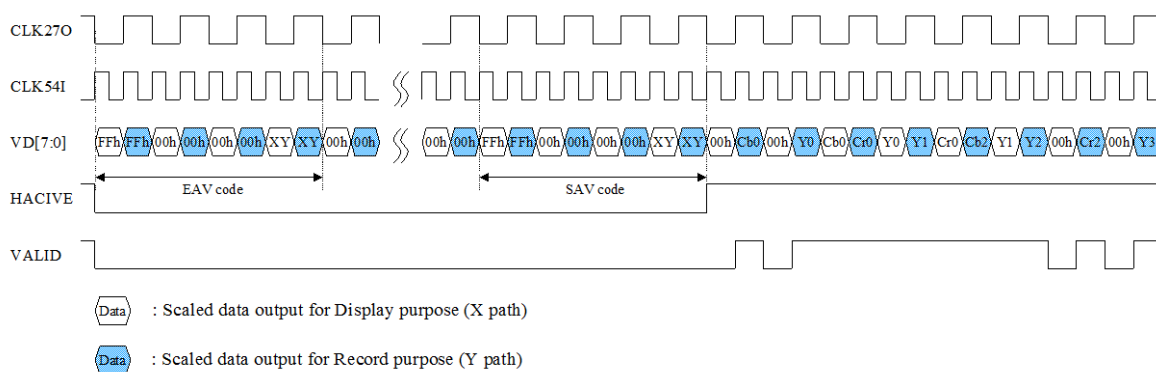 CLK27O
CLK54I
VD[7:0] FFh FFh 00h 00h 00h 00h XY XY 00h 00h 00h 00h FFh FFh 00h 00h 00h 00h XY XY 00h Cb0 00h Y0 Cb0 Cr0 Y0 Y1 Cr0 Cb2 Y1 Y2 00h Cr2 00h Y3
EAV code SAV code
HACIVE
VALID
Data : Scaled data output for Display purpose (X path)
Data : Scaled data output for Record purpose (Y path)